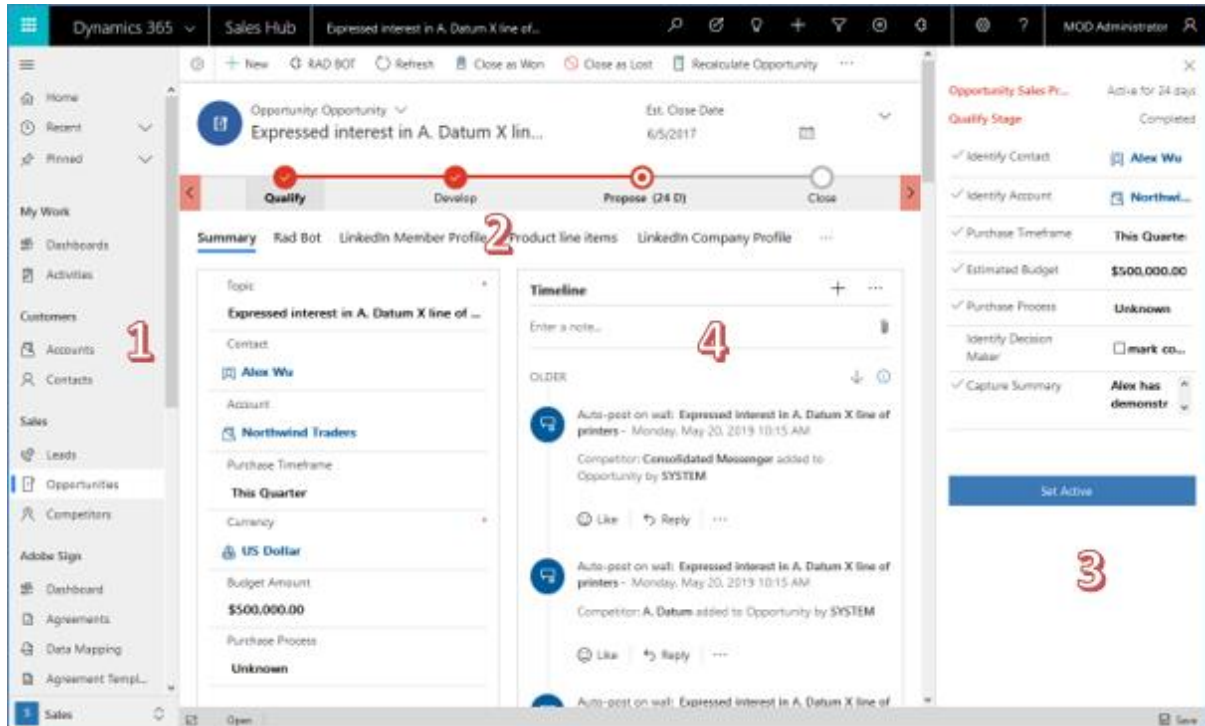 Dynamics 365
Sales Hub
Expressed interest in A. Datum X line of...
?
MOD Administrator
New
RAD BOT
Refresh
Close as Won
Close as Lost
Recalculate Opportunity
...
Home
Recent
Pinned
My Work
Dashboards
Activities
Customers
Accounts
Contacts
Sales
Leads
Opportunities
Competitors
Adobe Sign
Dashboard
Agreements
Data Mapping
Agreement Templ...
S Sales
1
Opportunity: Opportunity
Expressed interest in A. Datum X lin...
Est. Close Date
6/5/2017
Qualify
Develop
Propose (24 D)
Close
2
Summary
Rad Bot
LinkedIn Member Profile
Product line items
LinkedIn Company Profile
...
Topic *
Expressed interest in A. Datum X line of ...
Contact
Alex Wu
Account
Northwind Traders
Purchase Timeframe
This Quarter
Currency *
US Dollar
Budget Amount
$500,000.00
Purchase Process
Unknown
Timeline
...
Enter a note...
4
OLDER
Auto-post on wall: Expressed interest in A. Datum X line of
printers - Monday, May 20, 2019 10:15 AM
Competitor: Consolidated Messenger added to
Opportunity by SYSTEM
Like
Reply
...
Auto-post on wall: Expressed interest in A. Datum X line of
printers - Monday, May 20, 2019 10:15 AM
Competitor: A. Datum added to Opportunity by SYSTEM
Like
Reply
...
Auto-post on wall: Expressed interest in A. Datum X line of
Opportunity Sales Pr...
Active for 24 days
Qualify Stage
Completed
Identify Contact
Alex Wu
Identify Account
Northwi...
Purchase Timeframe
This Quarte
Estimated Budget
$500,000.00
Purchase Process
Unknown
Identify Decision
Maker
mark co...
Capture Summary
Alex has
demonstr
Set Active
3
Open
Save